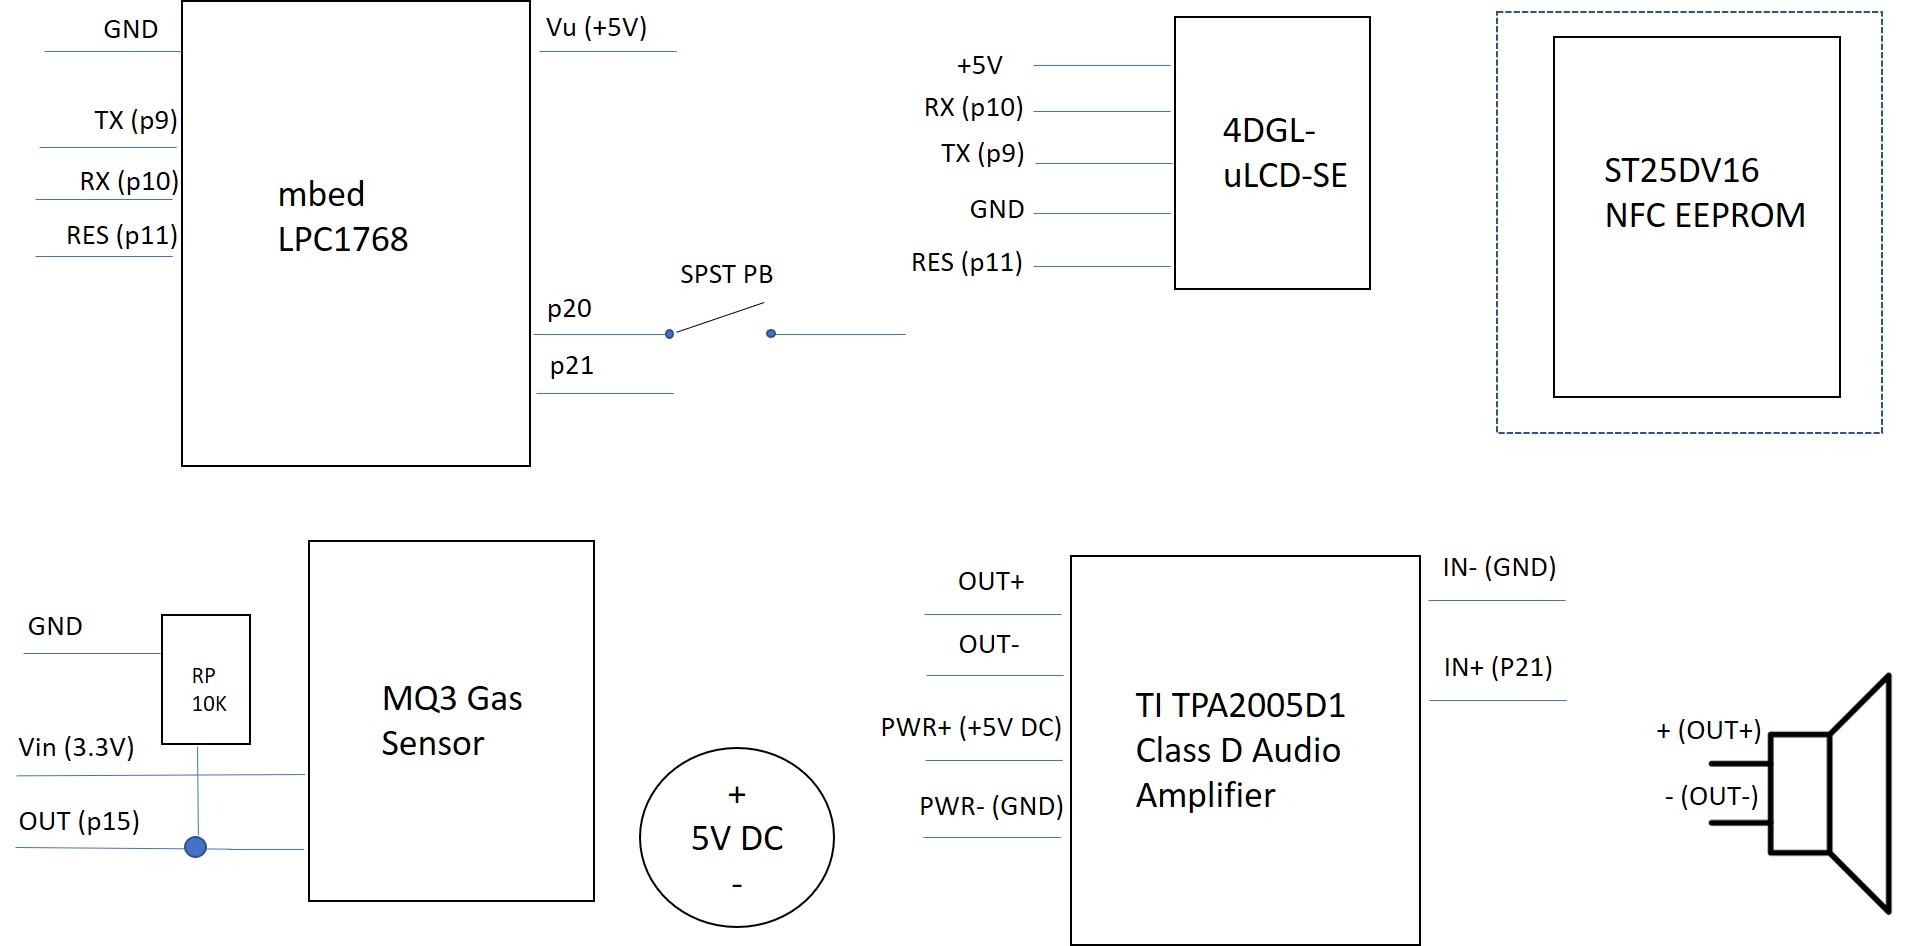 GND
TX (p9)
RX (p10)
RES (p11)
mbed
LPC1768
Vu (+5V)
SPST PB
p20
p21
+5V
RX (p10)
TX (p9)
GND
RES (p11)
4DGL-
uLCD-SE
ST25DV16
NFC EEPROM
GND
RP
10K
Vin (3.3V)
OUT (p15)
MQ3 Gas
Sensor
+
5V DC
-
OUT+
OUT-
PWR+ (+5V DC)
PWR- (GND)
TI TPA2005D1
Class D Audio
Amplifier
IN- (GND)
IN+ (P21)
+ (OUT+)
- (OUT-)